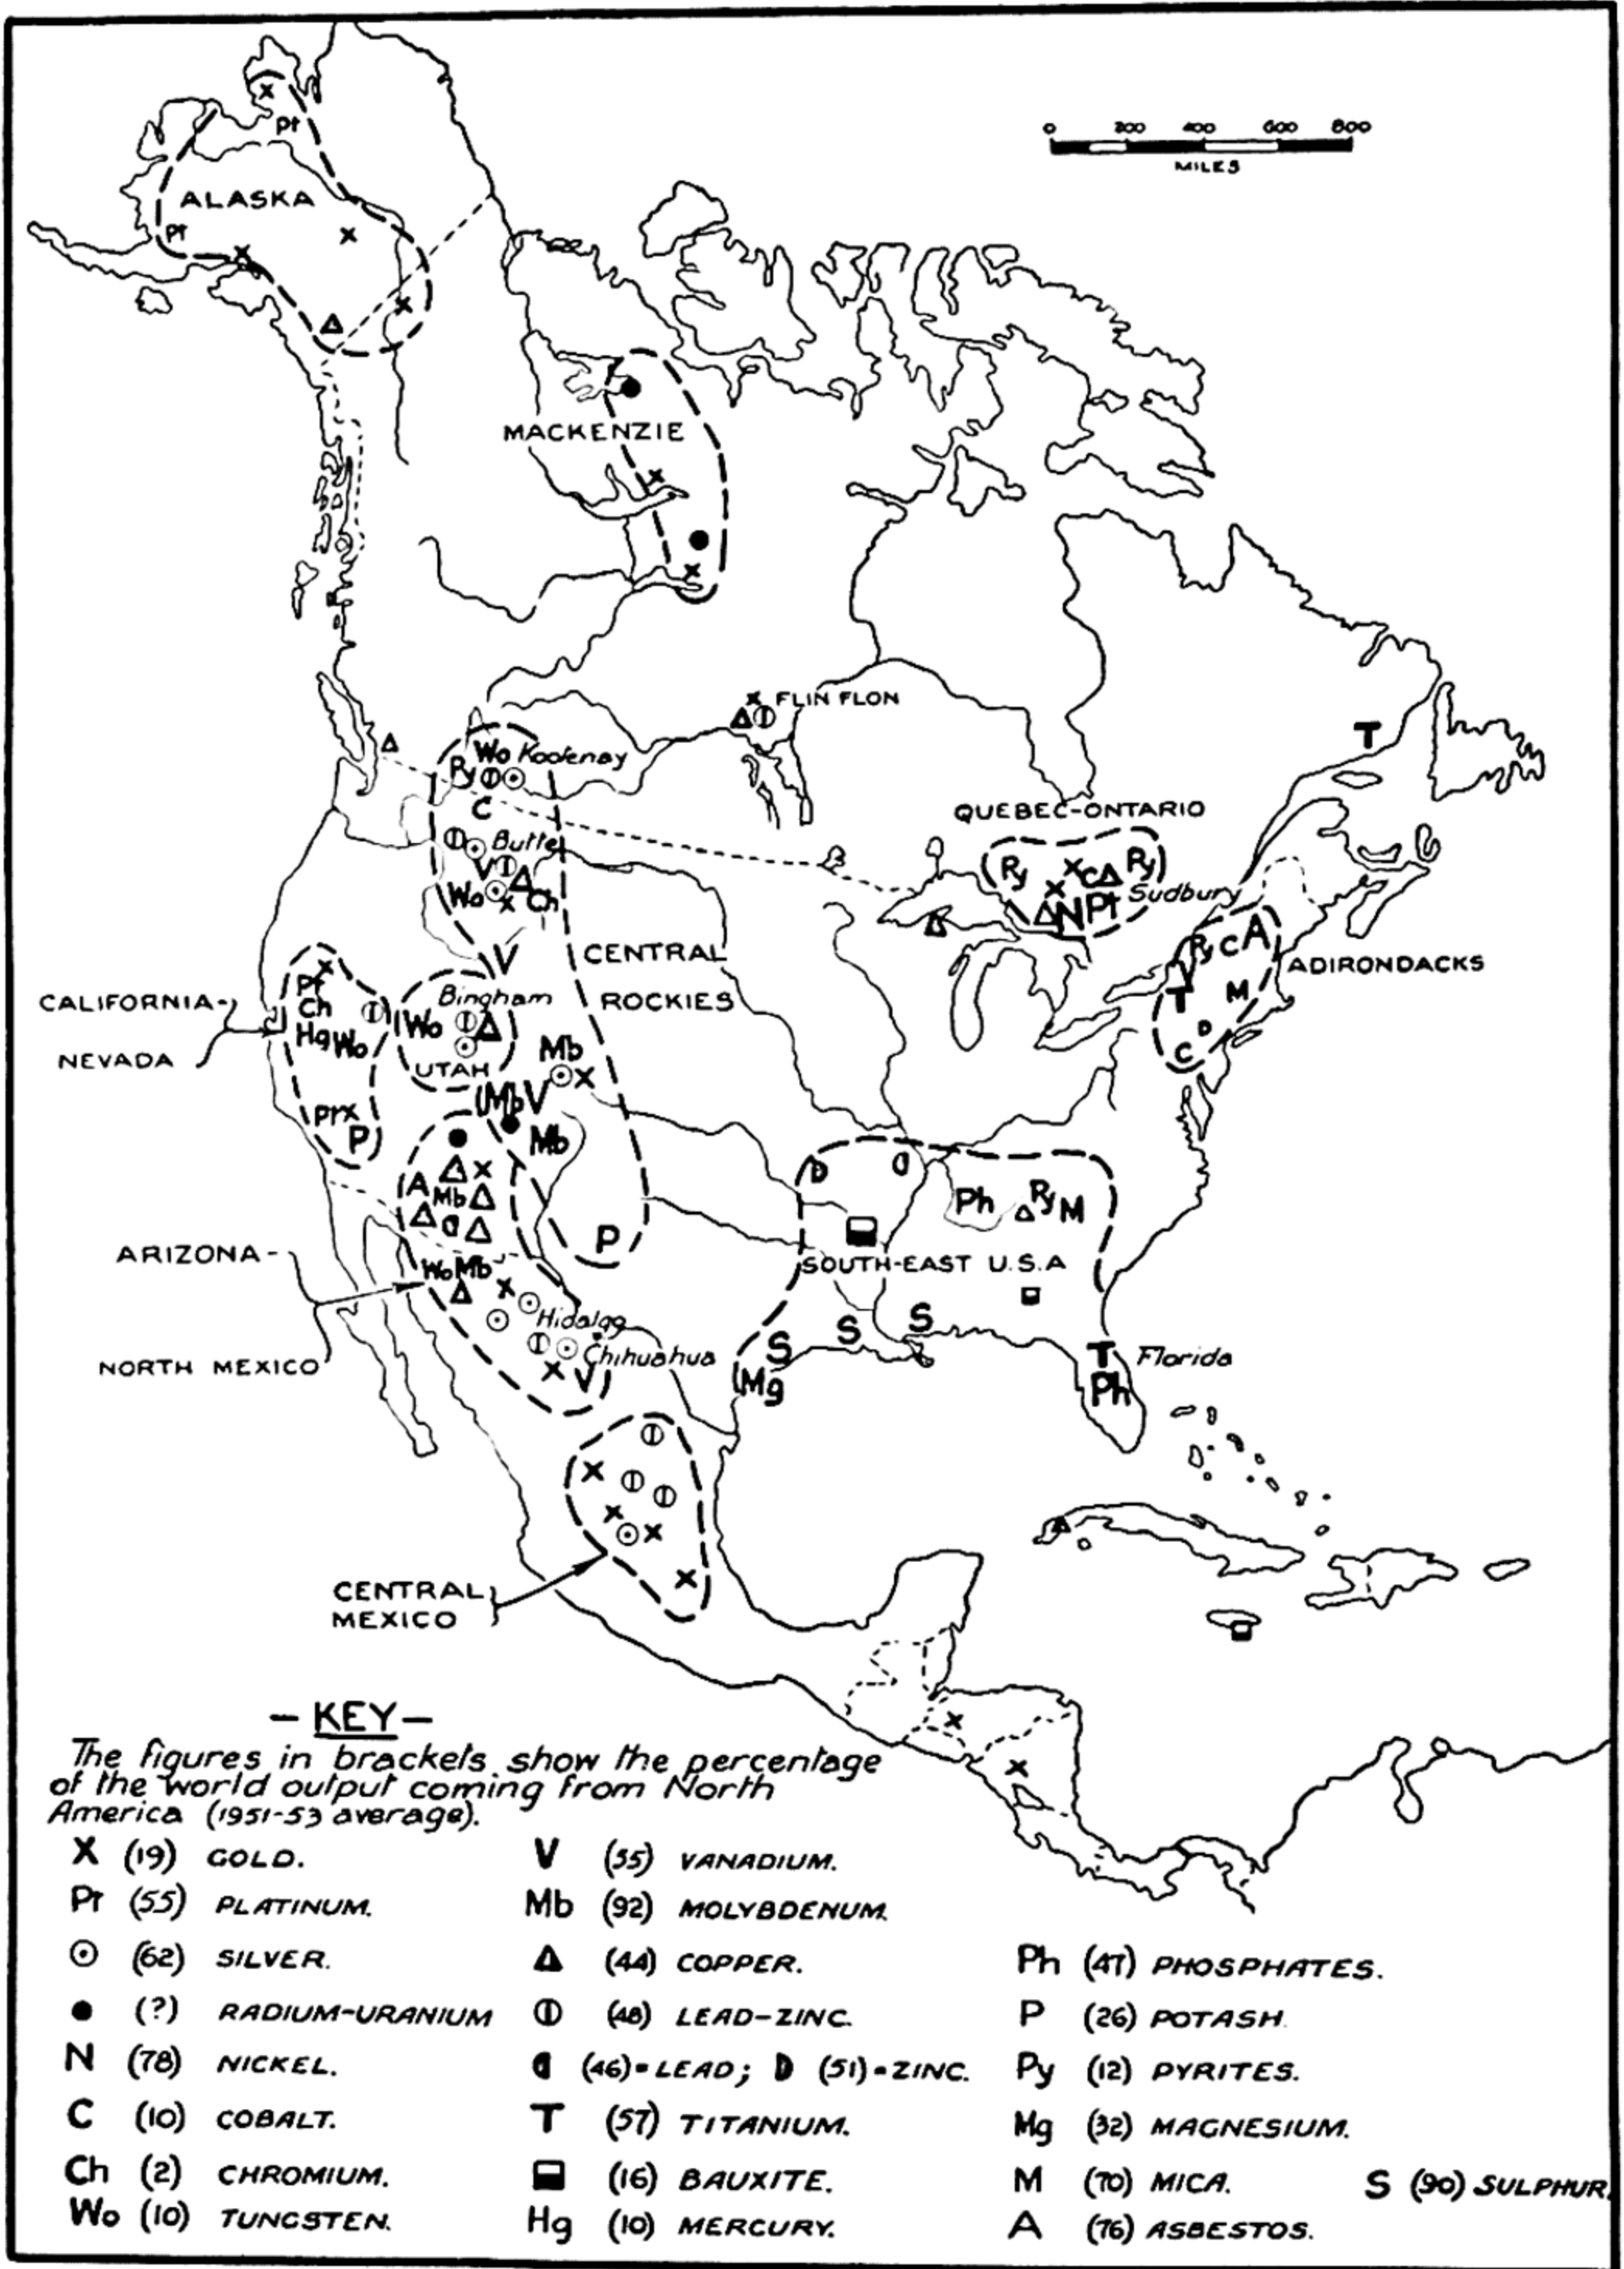 0 200 400 600 800
MILES
x
Pt
ALASKA
Pt
x
x
x
MACKENZIE
x
x
x FLIN FLON
T
Wo Kootenay
Py
C
QUEBEC-ONTARIO
Butte
V
Wo x Ch
Py x C Py
x
N Pt Sudbury
V
CENTRAL
ROCKIES
Py C A
V
T M
D
C
ADIRONDACKS
CALIFORNIA
NEVADA
x
Pt
Ch
Hg Wo
Bingham
Wo
UTAH
Mb
x
Mb V
Mb
Pt x
P
x
A Mb
P
D
Ph Py M
SOUTH-EAST U.S.A
ARIZONA
NORTH MEXICO
Wo Mb
x
Hidalgo
Chihuahua
x V
S S S
Mg
T Florida
Ph
x
x
x
x
CENTRAL
MEXICO
x
x
- KEY -
The figures in brackets show the percentage
of the world output coming from North
America (1951-53 average).
X (19) GOLD.
Pt (55) PLATINUM.
(62) SILVER.
(?) RADIUM-URANIUM
N (78) NICKEL.
C (10) COBALT.
Ch (2) CHROMIUM.
Wo (10) TUNGSTEN.
V (55) VANADIUM.
Mb (92) MOLYBDENUM.
(44) COPPER.
(48) LEAD-ZINC.
(46)=LEAD; D (51)=ZINC.
T (57) TITANIUM.
(16) BAUXITE.
Hg (10) MERCURY.
Ph (47) PHOSPHATES.
P (26) POTASH
Py (12) PYRITES.
Mg (32) MAGNESIUM.
M (70) MICA.
A (76) ASBESTOS.
S (90) SULPHUR.